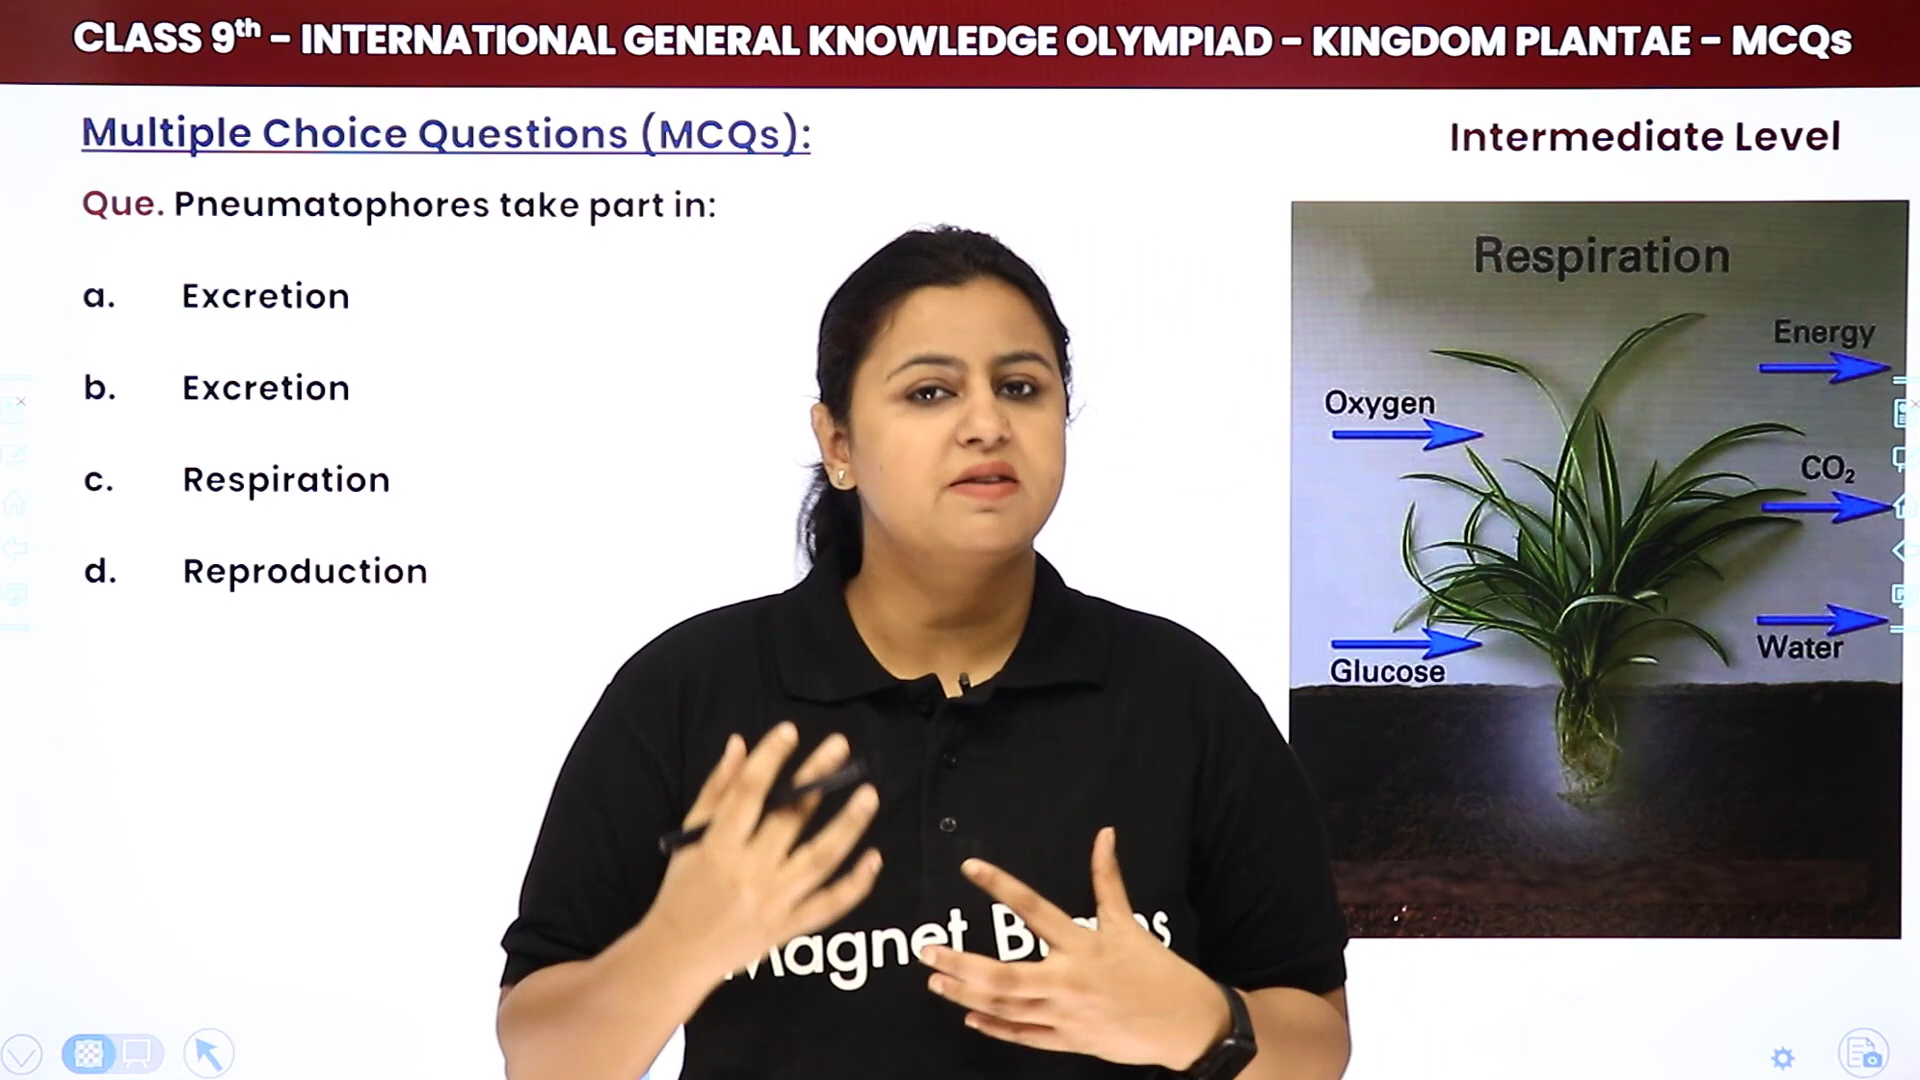 CLASS 9th – INTERNATIONAL GENERAL KNOWLEDGE OLYMPIAD – KINGDOM PLANTAE – MCQs
Multiple Choice Questions (MCQs):
Intermediate Level
Que. Pneumatophores take part in:
a. Excretion
b. Excretion
c. Respiration
d. Reproduction
Respiration
Energy
Oxygen
CO₂
Water
Glucose
Magnet